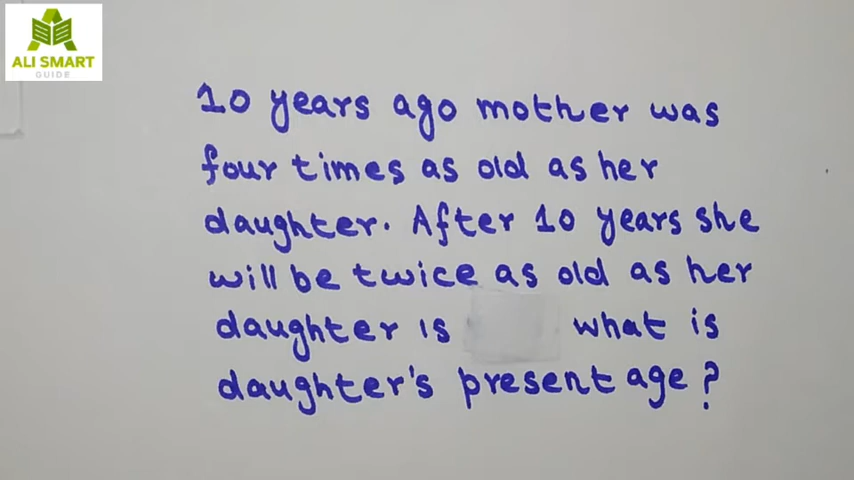 ALI SMART
GUIDE
10 years ago mother was
four times as old as her
daughter. After 10 years she
will be twice as old as her
daughter is what is
daughter's present age?